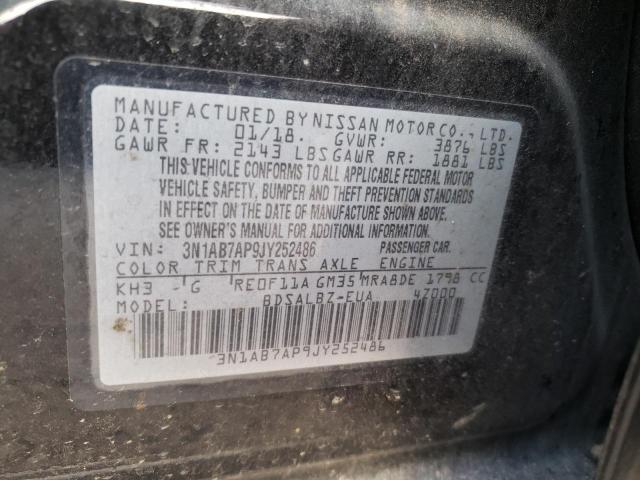 MANUFACTURED BY NISSAN MOTOR CO., LTD.
DATE: 01/18. GVWR: 3876 LBS
GAWR FR: 2143 LBS GAWR RR: 1881 LBS
THIS VEHICLE CONFORMS TO ALL APPLICABLE FEDERAL MOTOR
VEHICLE SAFETY, BUMPER AND THEFT PREVENTION STANDARDS
IN EFFECT ON THE DATE OF MANUFACTURE SHOWN ABOVE.
SEE OWNER'S MANUAL FOR ADDITIONAL INFORMATION.
VIN: 3N1AB7AP9JY252486 PASSENGER CAR.
COLOR TRIM TRANS AXLE ENGINE
KH3 G RE0F11A GM35 MRA8DE 1798 CC
MODEL: BDSALBZ-EUA 4Z000
3N1AB7AP9JY252486